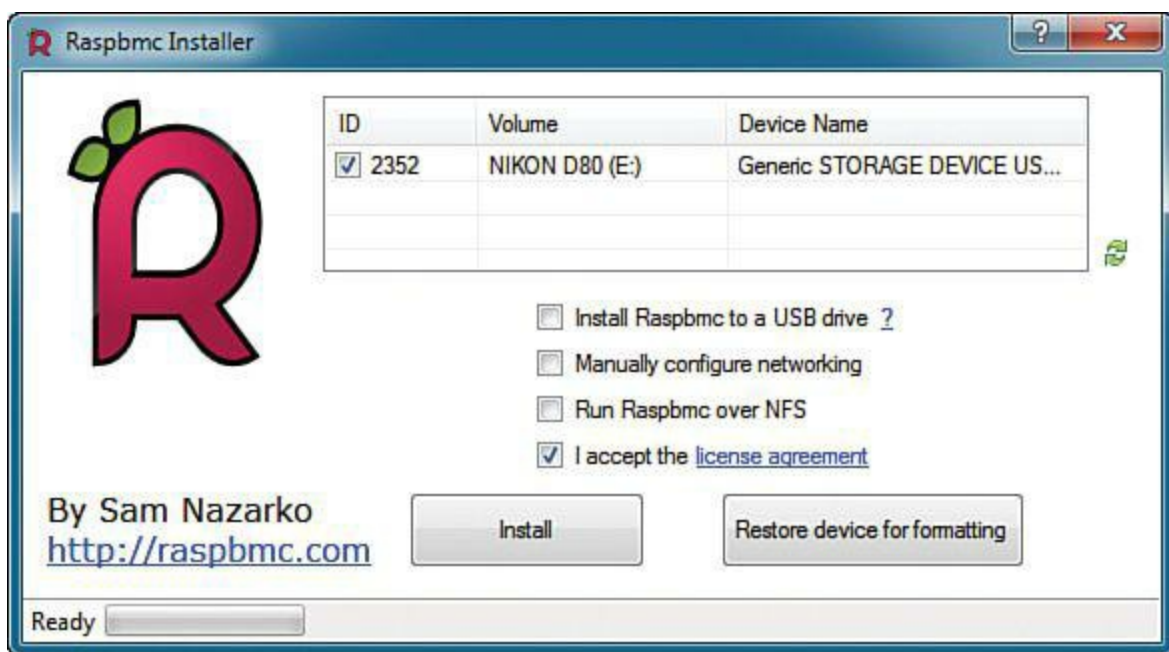 Raspbmc Installer
ID Volume Device Name
2352 NIKON D80 (E:) Generic STORAGE DEVICE US...
Install Raspbmc to a USB drive ?
Manually configure networking
Run Raspbmc over NFS
I accept the license agreement
By Sam Nazarko
http://raspbmc.com
Install
Restore device for formatting
Ready